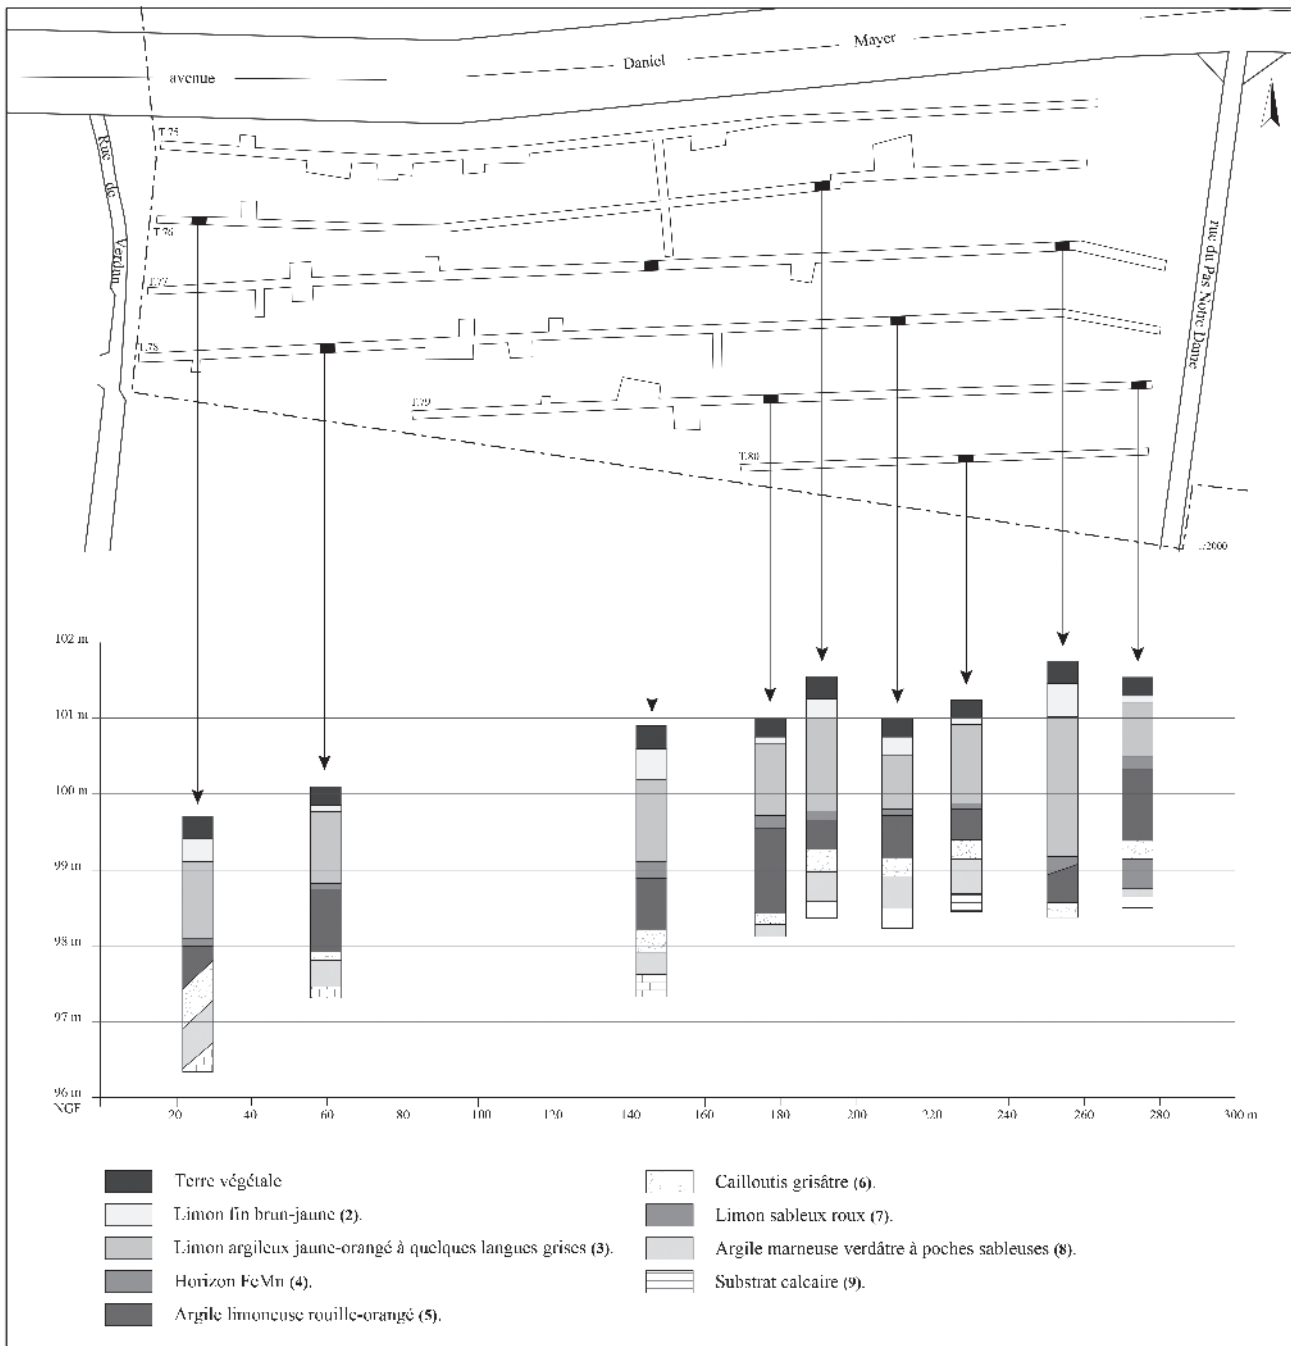 avenue Daniel Mayer
Rue de Verdun
rue du Pas Notre Dame
T.75
T.76
T.77
T.78
T.79
T.80
1/2000
102 m
101 m
100 m
99 m
98 m
97 m
96 m
NGF
20 40 60 80 100 120 140 160 180 200 220 240 260 280 300 m
Terre végétale
Limon fin brun-jaune (2).
Limon argileux jaune-orangé à quelques langues grises (3).
Horizon FeMn (4).
Argile limoneuse rouille-orangé (5).
Cailloutis grisâtre (6).
Limon sableux roux (7).
Argile marneuse verdâtre à poches sableuses (8).
Substrat calcaire (9).